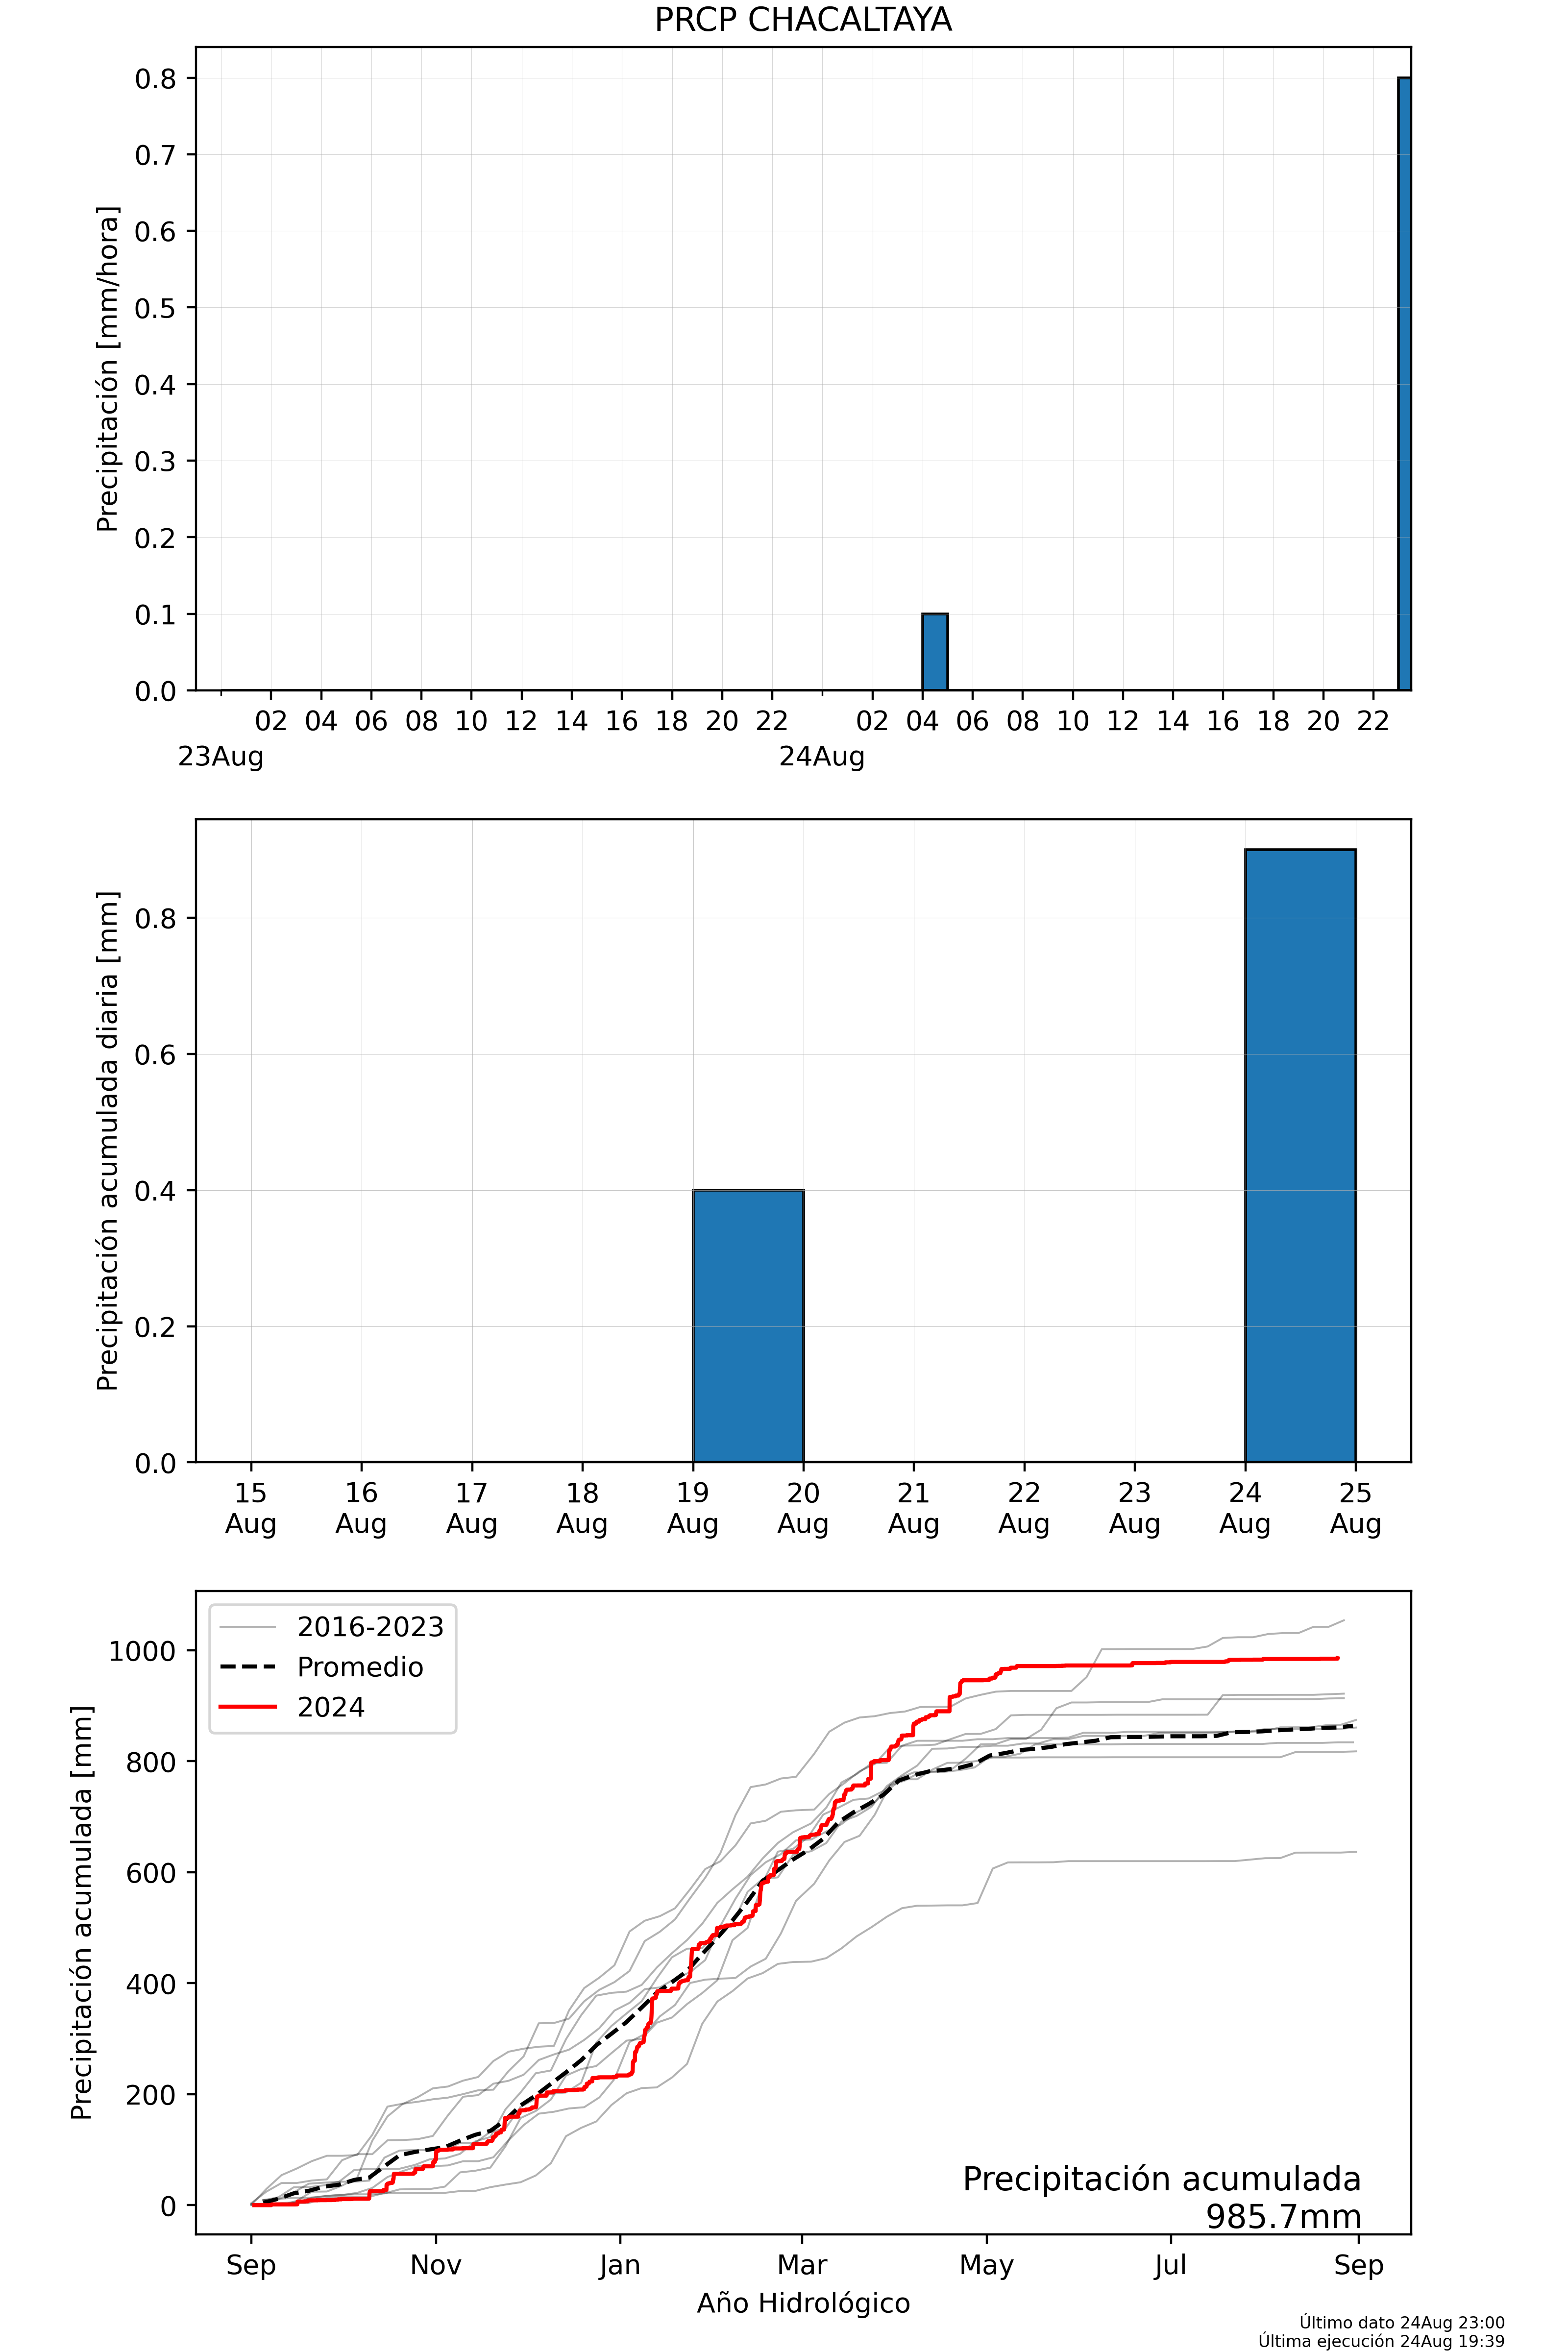 PRCP CHACALTAYA
Precipitación [mm/hora]
0.8
0.7
0.6
0.5
0.4
0.3
0.2
0.1
0.0
02 04 06 08 10 12 14 16 18 20 22 02 04 06 08 10 12 14 16 18 20 22
23Aug 24Aug
Precipitación acumulada diaria [mm]
0.8
0.6
0.4
0.2
0.0
15 16 17 18 19 20 21 22 23 24 25
Aug Aug Aug Aug Aug Aug Aug Aug Aug Aug Aug
Precipitación acumulada [mm]
1000
800
600
400
200
0
2016-2023
Promedio
2024
Precipitación acumulada
985.7mm
Sep Nov Jan Mar May Jul Sep
Año Hidrológico
Último dato 24Aug 23:00
Última ejecución 24Aug 19:39